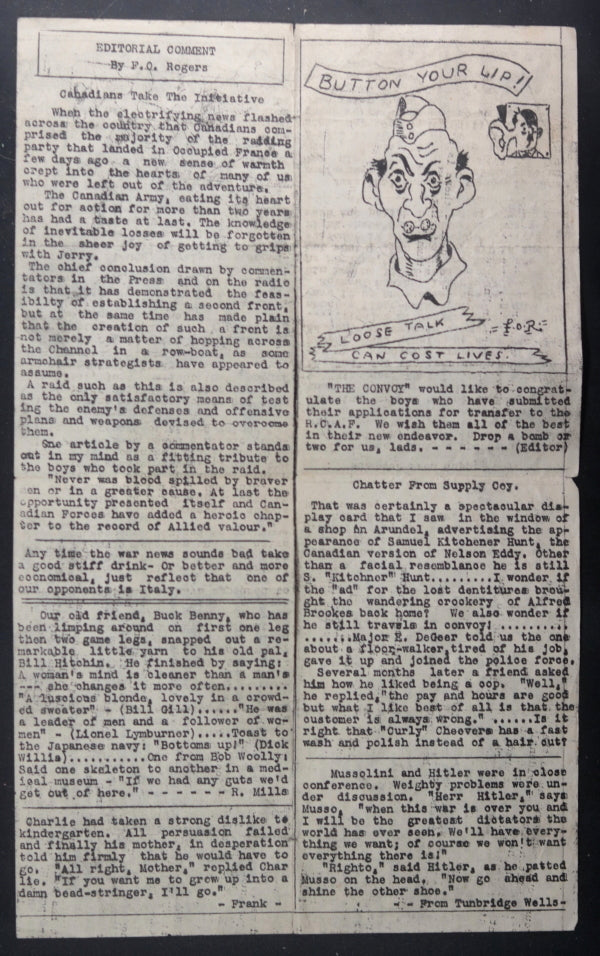 EDITORIAL COMMENT
By F.O. Rogers
Canadians Take The Initiative
When the electrifying news flashed
across the country that Canadians com-
prised the majority of the raiding
party that landed in Occupied France a
few days ago a new sense of warmth
crept into the hearts of many of us
who were left out of the adventure.
The Canadian Army, eating its heart
out for action for more than two years
has had a taste at last. The knowledge
of inevitable losses will be forgotten
in the sheer joy of getting to grips
with Jerry.
The chief conclusion drawn by commen-
tators in the Press and on the radio
is that it has demonstrated the feas-
ibilty of establishing a second front,
but at the same time has made plain
that the creation of such a front is
not merely a matter of hopping across
the Channel in a row-boat, as some
armchair strategists have appeared to
assume.
A raid such as this is also described
as the only satisfactory means of test
ing the enemy's defenses and offensive
plans and weapons devised to overcome
them.
One article by a commentator stands
out in my mind as a fitting tribute to
the boys who took part in the raid.
"Never was blood spilled by braver
men or in a greater cause. At last the
opportunity presented itself and Can-
adian Forces have added a heroic chap-
ter to the record of Allied valour."
Any time the war news sounds bad take
a good stiff drink- Or better and more
economical, just reflect that one of
our opponents is Italy.
Our old friend, Buck Benny, who has
been limping around on first one leg
then two game legs, snapped out a re-
markable little yarn to his old pal,
Bill Hitchin. He finished by saying:
A woman's mind is cleaner than a man's
--- she changes it more often.........
"A lusious blonde, lovely in a crowd-
ed sweater" - (Bill Gill)....."He was
a leader of men and a follower of wo-
men" - (Lionel Lymburner).....Toast to
the Japanese navy: "Bottoms up!" (Dick
Willis)...........One from Bob Woolly:
Said one skeleton to another in a med-
ical museum - "If we had any guts we'd
get out of here." - - - - - - R. Mills
Charlie had taken a strong dislike to
kindergarten. All persuasion failed
and finally his mother, in desperation
told him firmly that he would have to
go. "All right, Mother," replied Char
lie. "If you want me to grow up into a
damn bead-stringer, I'll go."
- Frank -
BUTTON YOUR LIP!
LOOSE TALK
CAN COST LIVES.
= F.O.R. =
"THE CONVOY" would like to congrat-
ulate the boys who have submitted
their applications for transfer to the
R.C.A.F. We wish them all of the best
in their new endeavor. Drop a bomb or
two for us, lads. - - - - - - (Editor)
Chatter From Supply Coy.
That was certainly a spectacular dis-
play card that I saw in the window of
a shop in Arundel, advertising the ap-
pearance of Samuel Kitchener Hunt, the
Canadian version of Nelson Eddy. Other
than a facial resemblance he is still
S. "Kitchner" Hunt.........I wonder if
the "ad" for the lost dentitures brou-
ght the wandering crockery of Alfred
Brookes back home? We also wonder if
he still travels in convoy! ..........
.......Major E. DeGeer told us the one
about a floor-walker, tired of his job,
gave it up and joined the police force.
Several months later a friend asked
him how he liked being a cop. "Well,"
he replied, "the pay and hours are good
but what I like best of all is that the
customer is always wrong." ......Is it
right that "Curly" Cheevers has a fast
wash and polish instead of a hair cut?
Mussolini and Hitler were in close
conference. Weighty problems were un-
der discussion. "Herr Hitler," says
Musso, "when this war is over you and
I will be the greatest dictators the
world has ever seen. We'll have every-
thing we want; of course we won't want
everything there is!"
"Righto," said Hitler, as he patted
Musso on the head. "Now go ahead and
shine the other shoe."
- - From Tunbridge Wells-